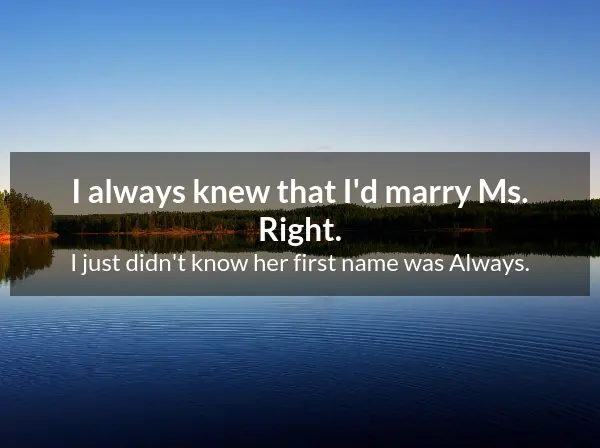 I always knew that I'd marry Ms.
Right.
I just didn't know her first name was Always.